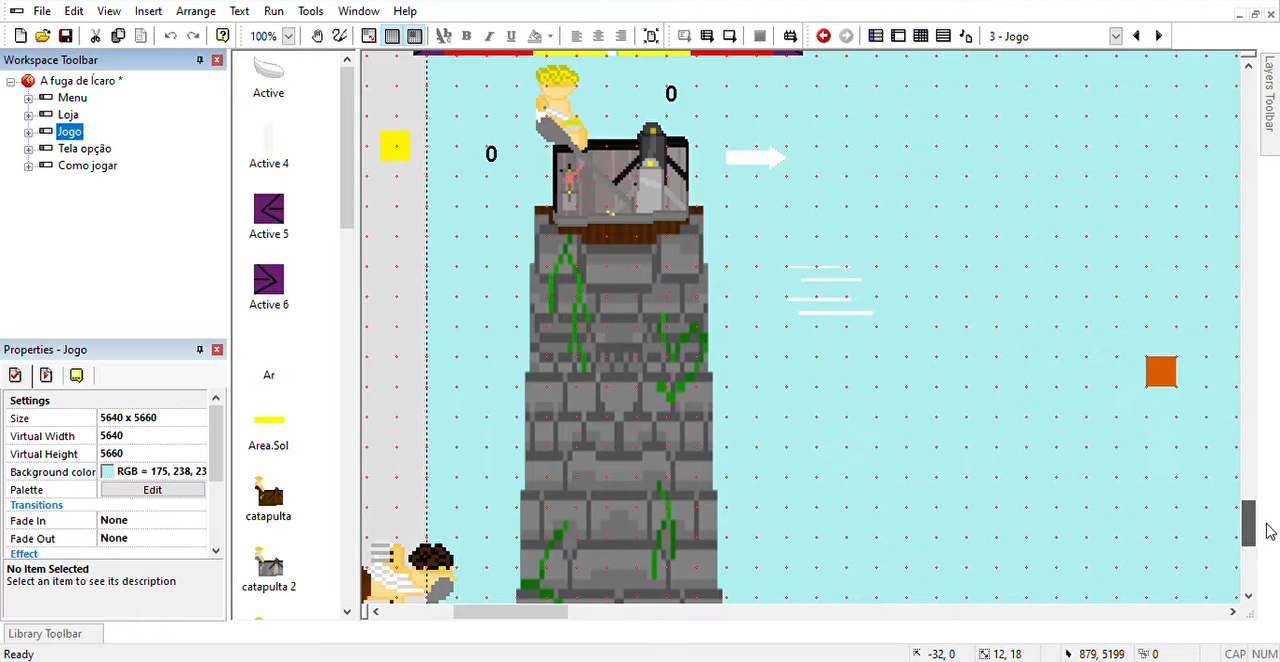 File Edit View Insert Arrange Text Run Tools Window Help
100% 3 - Jogo
Workspace Toolbar
A fuga de Ícaro *
Menu
Loja
Jogo
Tela opção
Como jogar
Properties - Jogo
Settings
Size 5640 x 5660
Virtual Width 5640
Virtual Height 5660
Background color RGB = 175, 238, 23
Palette Edit
Transitions
Fade In None
Fade Out None
Effect
No Item Selected
Select an item to see its description
Library Toolbar
Active
Active 4
Active 5
Active 6
Ar
Area.Sol
catapulta
catapulta 2
0
0
Layers Toolbar
Ready -32, 0 12, 18 879, 5199 0 CAP NUM